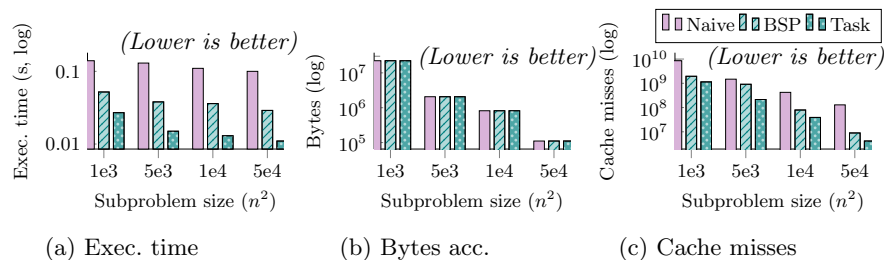 Naive BSP Task
Exec. time (s, log)
(Lower is better)
0.1
0.01
1e3 5e3 1e4 5e4
Subproblem size (n²)
(a) Exec. time
Bytes (log)
(Lower is better)
10⁷
10⁶
10⁵
1e3 5e3 1e4 5e4
Subproblem size (n²)
(b) Bytes acc.
Cache misses (log)
(Lower is better)
10¹⁰
10⁹
10⁸
10⁷
1e3 5e3 1e4 5e4
Subproblem size (n²)
(c) Cache misses